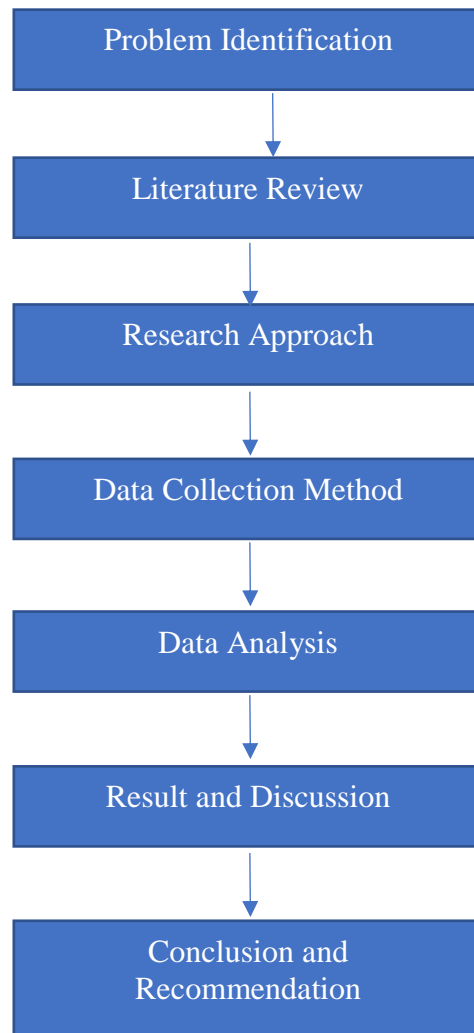 Problem Identification
Literature Review
Research Approach
Data Collection Method
Data Analysis
Result and Discussion
Conclusion and
Recommendation